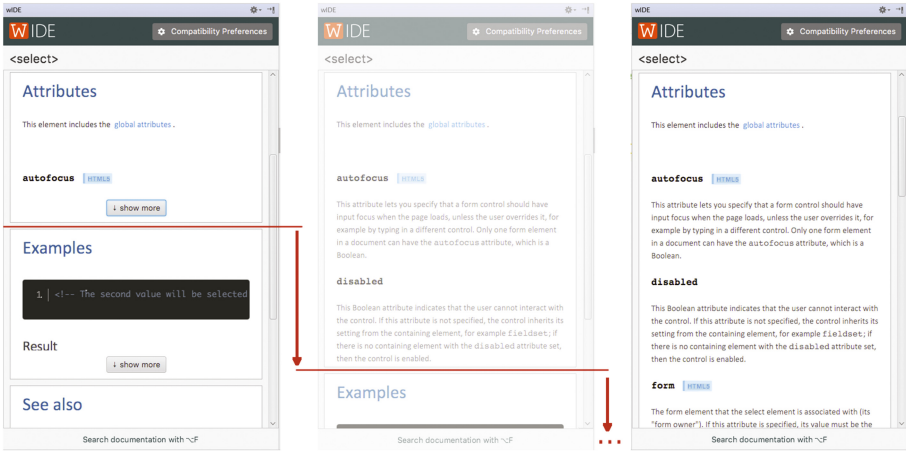 wIDE
W IDE
Compatibility Preferences
<select>
Attributes
This element includes the global attributes .
autofocus HTML5
↓ show more
Examples
1. <!-- The second value will be selected
Result
↓ show more
See also
Search documentation with ⌥F
wIDE
W IDE
Compatibility Preferences
<select>
Attributes
This element includes the global attributes .
autofocus HTML5
This attribute lets you specify that a form control should have
input focus when the page loads, unless the user overrides it, for
example by typing in a different control. Only one form element
in a document can have the autofocus attribute, which is a
Boolean.
disabled
This Boolean attribute indicates that the user cannot interact with
the control. If this attribute is not specified, the control inherits its
setting from the containing element, for example fieldset; if
there is no containing element with the disabled attribute set,
then the control is enabled.
Examples
Search documentation with ⌥F
...
wIDE
W IDE
Compatibility Preferences
<select>
Attributes
This element includes the global attributes .
autofocus HTML5
This attribute lets you specify that a form control should have
input focus when the page loads, unless the user overrides it, for
example by typing in a different control. Only one form element
in a document can have the autofocus attribute, which is a
Boolean.
disabled
This Boolean attribute indicates that the user cannot interact with
the control. If this attribute is not specified, the control inherits its
setting from the containing element, for example fieldset; if
there is no containing element with the disabled attribute set,
then the control is enabled.
form HTML5
The form element that the select element is associated with (its
"form owner"). If this attribute is specified, its value must be the
Search documentation with ⌥F